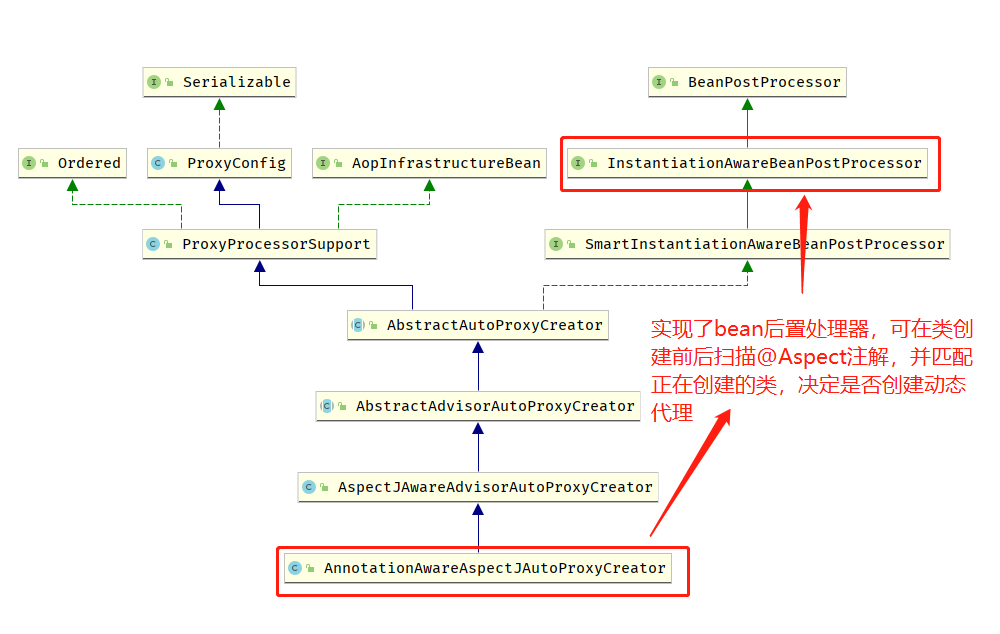 Serializable
BeanPostProcessor
Ordered
ProxyConfig
AopInfrastructureBean
InstantiationAwareBeanPostProcessor
ProxyProcessorSupport
SmartInstantiationAwareBeanPostProcessor
AbstractAutoProxyCreator
实现了bean后置处理器，可在类创
建前后扫描@Aspect注解，并匹配
正在创建的类，决定是否创建动态
代理
AbstractAdvisorAutoProxyCreator
AspectJAwareAdvisorAutoProxyCreator
AnnotationAwareAspectJAutoProxyCreator